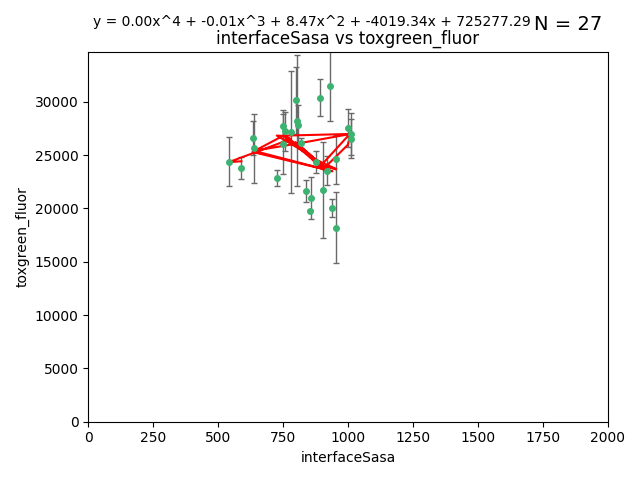 y = 0.00x^4 + -0.01x^3 + 8.47x^2 + -4019.34x + 725277.29 N = 27
interfaceSasa vs toxgreen_fluor
30000
25000
20000
15000
10000
5000
0
toxgreen_fluor
0 250 500 750 1000 1250 1500 1750 2000
interfaceSasa